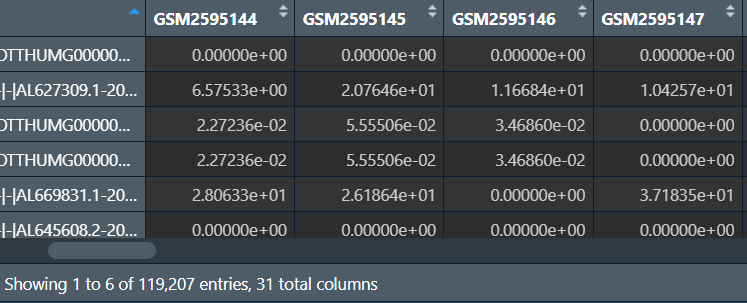 GSM2595144 GSM2595145 GSM2595146 GSM2595147
OTTHUMG00000... 0.00000e+00 0.00000e+00 0.00000e+00 0.00000e+00
-|-|AL627309.1-20... 6.57533e+00 2.07646e+01 1.16684e+01 1.04257e+01
OTTHUMG00000... 2.27236e-02 5.55506e-02 3.46860e-02 0.00000e+00
OTTHUMG00000... 2.27236e-02 5.55506e-02 3.46860e-02 0.00000e+00
-|-|AL669831.1-20... 2.80633e+01 2.61864e+01 0.00000e+00 3.71835e+01
-|-|AL645608.2-20... 0.00000e+00 0.00000e+00 0.00000e+00 0.00000e+00
Showing 1 to 6 of 119,207 entries, 31 total columns